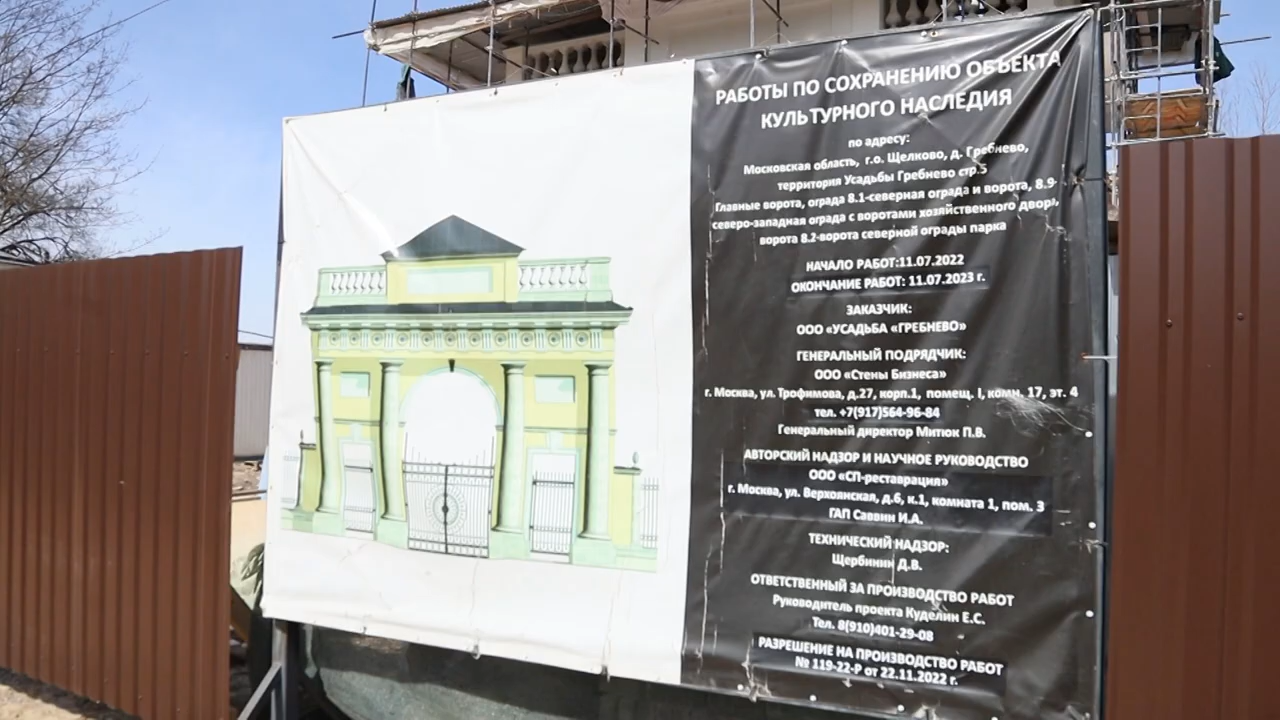 РАБОТЫ ПО СОХРАНЕНИЮ ОБЪЕКТА
КУЛЬТУРНОГО НАСЛЕДИЯ
по адресу:
Московская область, г.о. Щелково, д. Гребнево,
территория Усадьбы Гребнево стр.5
Главные ворота, ограда 8.1-северная ограда и ворота, 8.9-
северо-западная ограда с воротами хозяйственного двора,
ворота 8.2-ворота северной ограды парка
НАЧАЛО РАБОТ:11.07.2022
ОКОНЧАНИЕ РАБОТ: 11.07.2023 г.
ЗАКАЗЧИК:
ООО «УСАДЬБА «ГРЕБНЕВО»
ГЕНЕРАЛЬНЫЙ ПОДРЯДЧИК:
ООО «Стены Бизнеса»
г. Москва, ул. Трофимова, д.27, корп.1, помещ. I, комн. 17, эт. 4
тел. +7(917)564-96-84
Генеральный директор Митюк П.В.
АВТОРСКИЙ НАДЗОР И НАУЧНОЕ РУКОВОДСТВО
ООО «СП-реставрация»
г. Москва, ул. Верхоянская, д.6, к.1, комната 1, пом. 3
ГАП Саввин И.А.
ТЕХНИЧЕСКИЙ НАДЗОР:
Щербинин Д.В.
ОТВЕТСТВЕННЫЙ ЗА ПРОИЗВОДСТВО РАБОТ
Руководитель проекта Куделин Е.С.
Тел. 8(910)401-29-08
РАЗРЕШЕНИЕ НА ПРОИЗВОДСТВО РАБОТ
№ 119-22-Р от 22.11.2022 г.